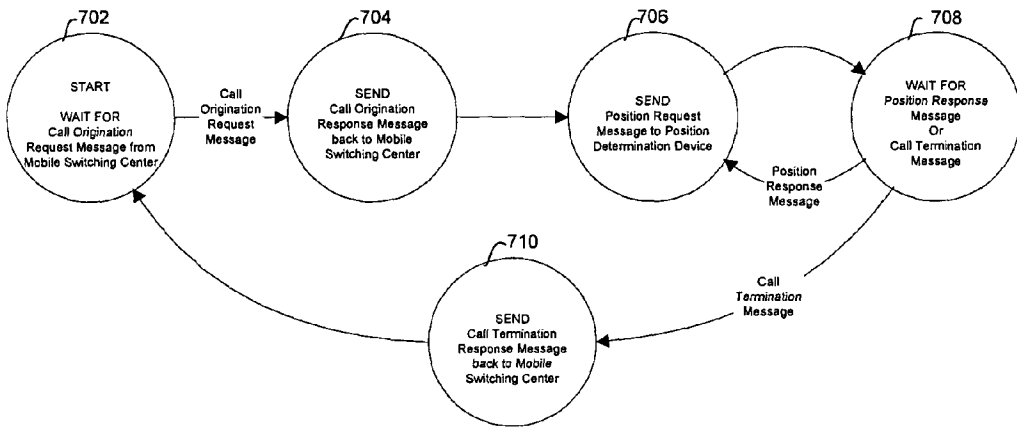 702
START
WAIT FOR
Call Origination
Request Message from
Mobile Switching Center
Call
Origination
Request
Message
704
SEND
Call Origination
Response Message
back to Mobile
Switching Center
706
SEND
Position Request
Message to Position
Determination Device
708
WAIT FOR
Position Response
Message
Or
Call Termination
Message
Position
Response
Message
Call
Termination
Message
710
SEND
Call Termination
Response Message
back to Mobile
Switching Center